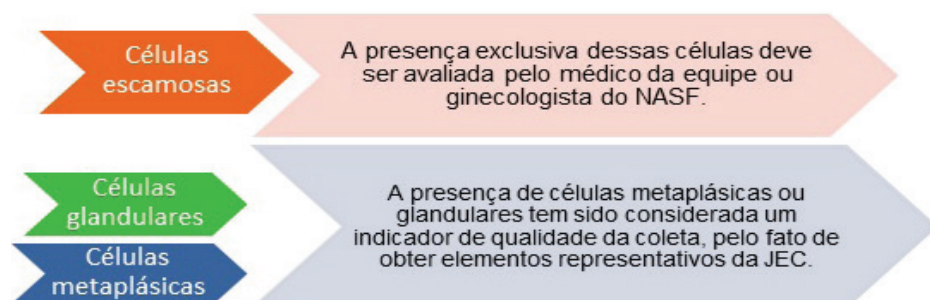 Células
escamosas
A presença exclusiva dessas células deve
ser avaliada pelo médico da equipe ou
ginecologista do NASF.
Células
glandulares
Células
metaplásicas
A presença de células metaplásicas ou
glandulares tem sido considerada um
indicador de qualidade da coleta, pelo fato de
obter elementos representativos da JEC.